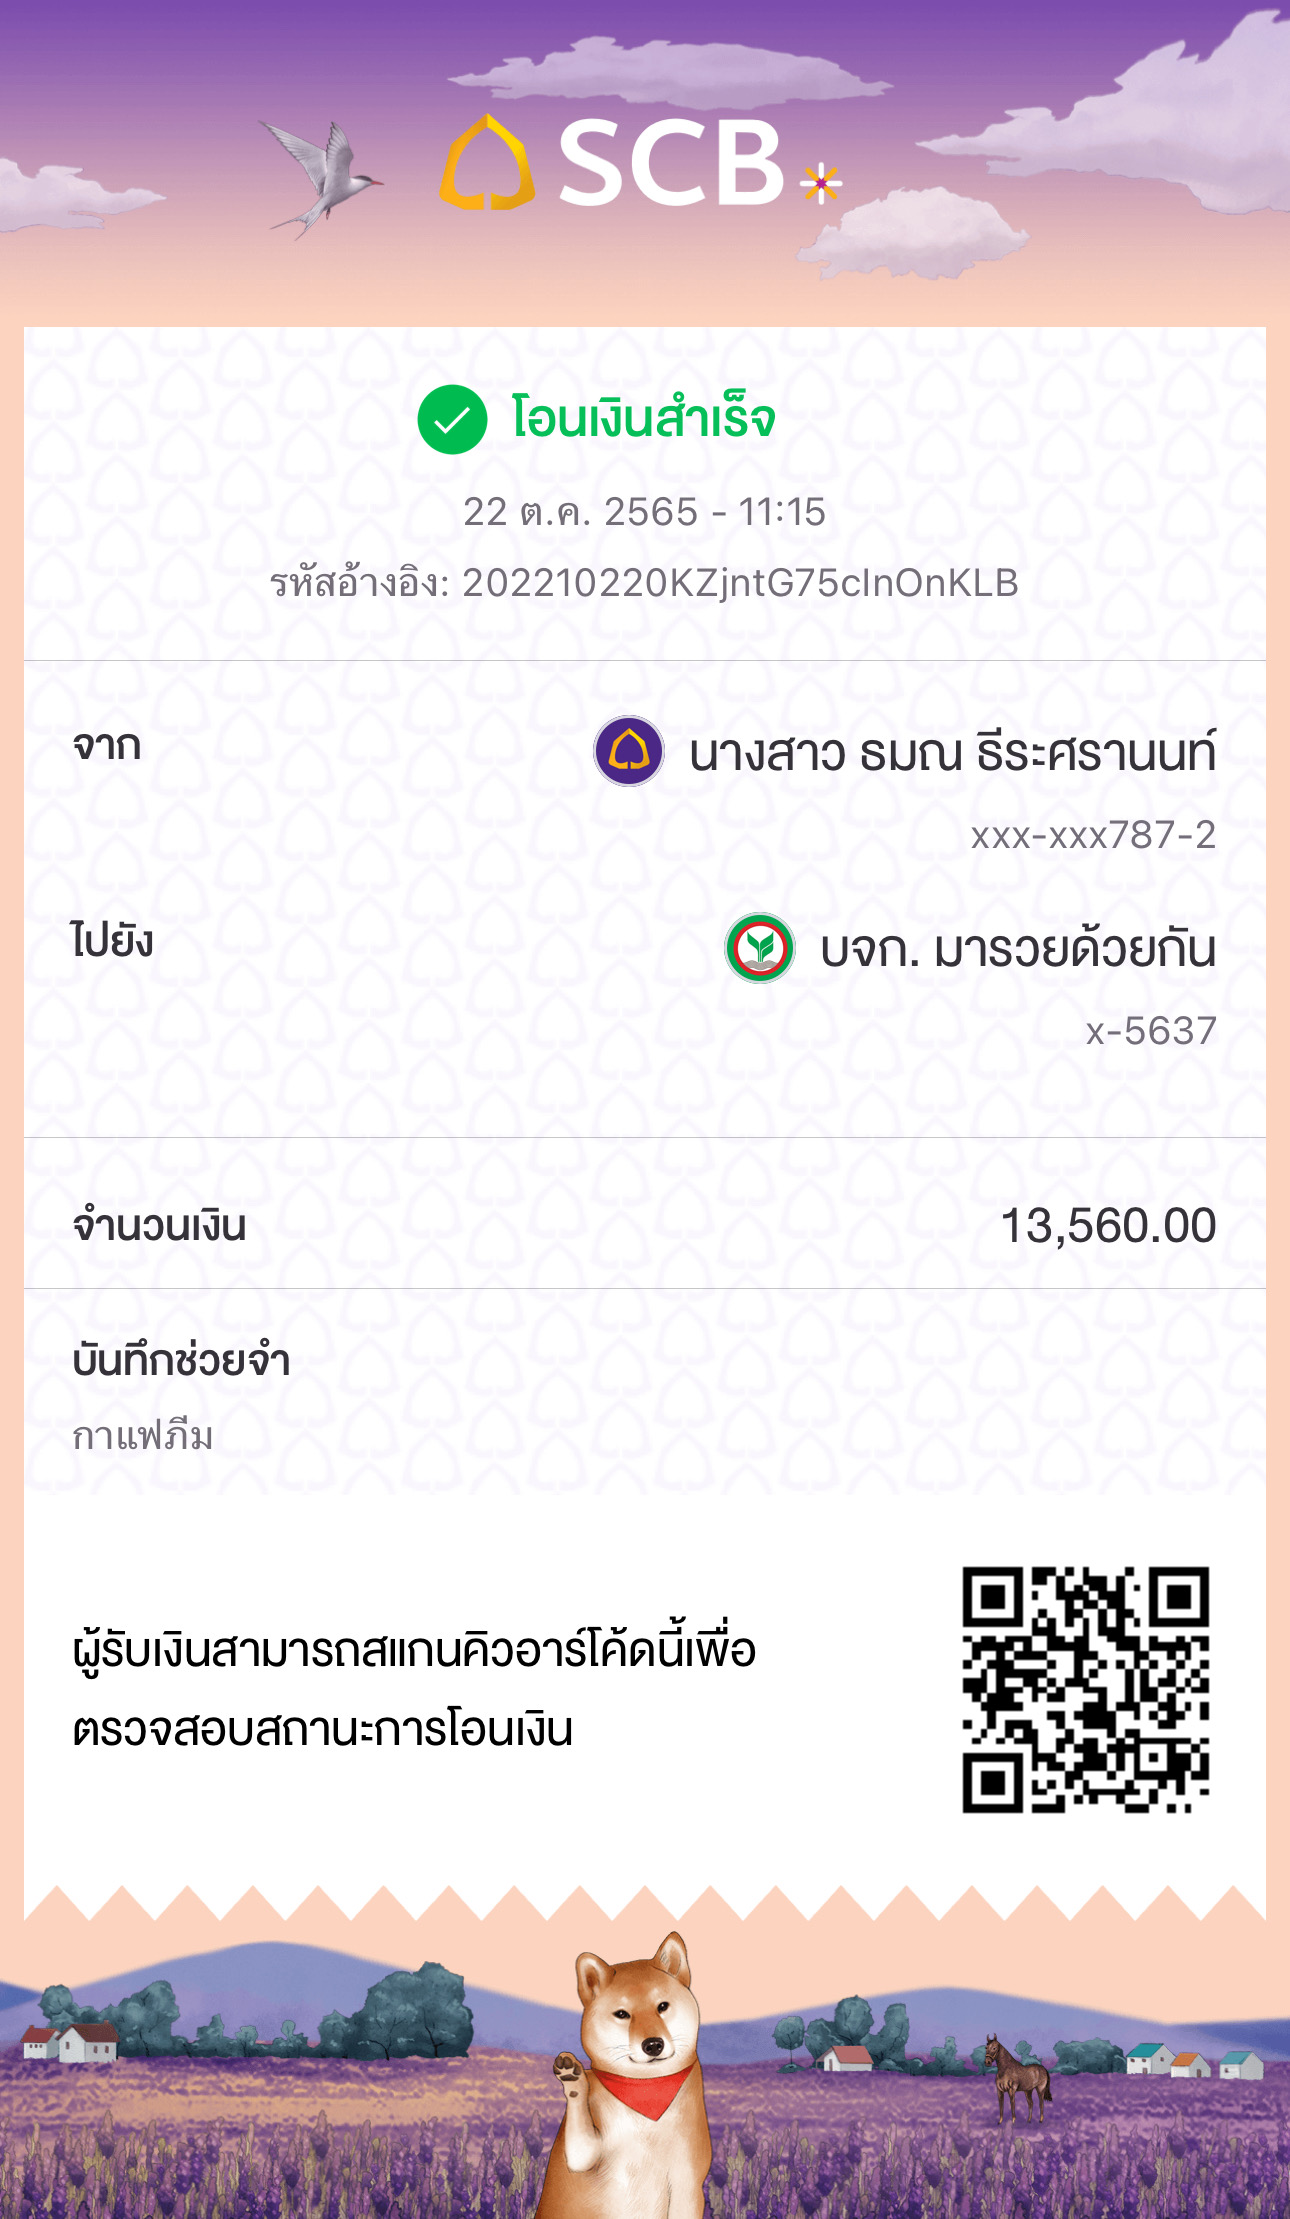 SCB
โอนเงินสำเร็จ
22 ต.ค. 2565 - 11:15
รหัสอ้างอิง: 202210220KZjntG75cInOnKLB
จาก
นางสาว ธมณ ธีระศรานนท์
xxx-xxx787-2
ไปยัง
บจก. มารวยด้วยกัน
x-5637
จำนวนเงิน
13,560.00
บันทึกช่วยจำ
กาแฟภีม
ผู้รับเงินสามารถสแกนคิวอาร์โค้ดนี้เพื่อ
ตรวจสอบสถานะการโอนเงิน